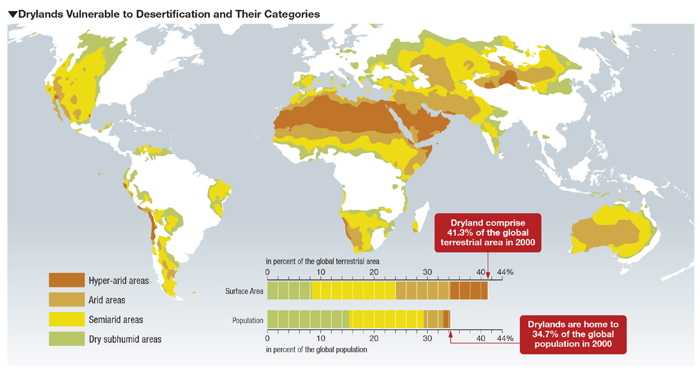 ▼Drylands Vulnerable to Desertification and Their Categories
Dryland comprise
41.3% of the global
terrestrial area in 2000
in percent of the global terrestrial area
0 10 20 30 40 44%
Surface Area
Population
0 10 20 30 40 44%
in percent of the global population
Hyper-arid areas
Arid areas
Semiarid areas
Dry subhumid areas
Drylands are home to
34.7% of the global
population in 2000